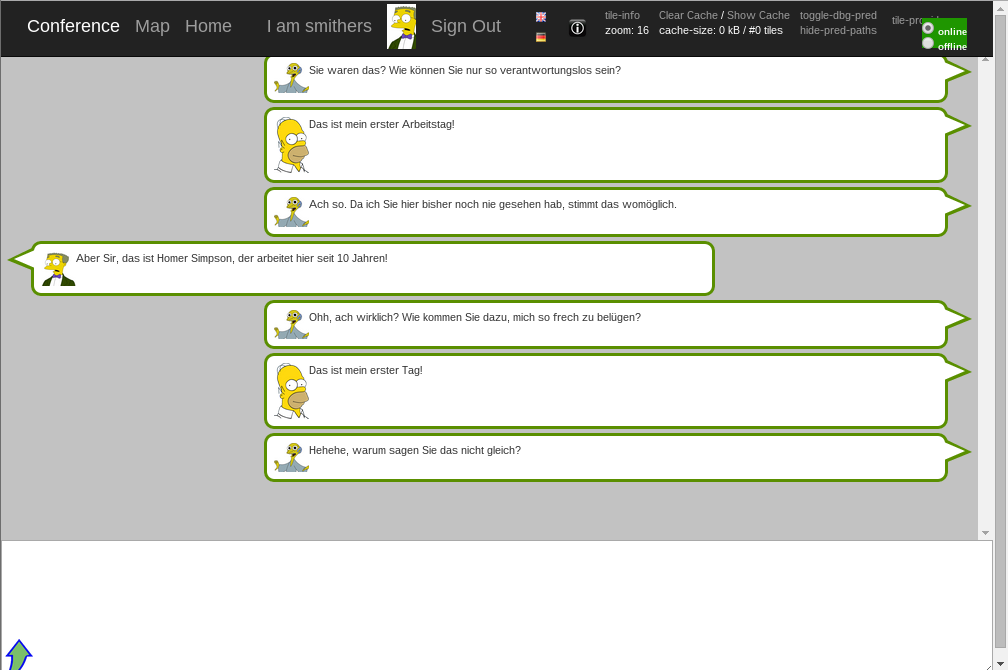 Conference Map Home I am smithers Sign Out
tile-info Clear Cache / Show Cache toggle-dbg-pred
zoom: 16 cache-size: 0 kB / #0 tiles hide-pred-paths
online
offline
Sie waren das? Wie können Sie nur so verantwortungslos sein?
Das ist mein erster Arbeitstag!
Ach so. Da ich Sie hier bisher noch nie gesehen hab, stimmt das womöglich.
Aber Sir, das ist Homer Simpson, der arbeitet hier seit 10 Jahren!
Ohh, ach wirklich? Wie kommen Sie dazu, mich so frech zu belügen?
Das ist mein erster Tag!
Hehehe, warum sagen Sie das nicht gleich?